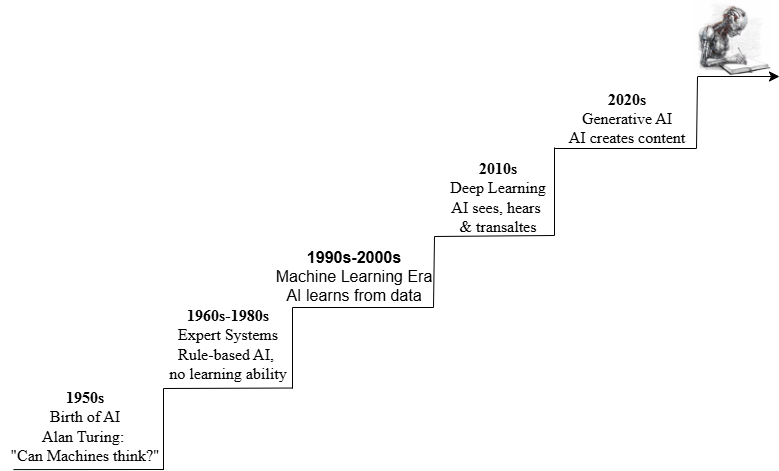 1950s
Birth of AI
Alan Turing:
"Can Machines think?"
1960s-1980s
Expert Systems
Rule-based AI,
no learning ability
1990s-2000s
Machine Learning Era
AI learns from data
2010s
Deep Learning
AI sees, hears
& transaltes
2020s
Generative AI
AI creates content